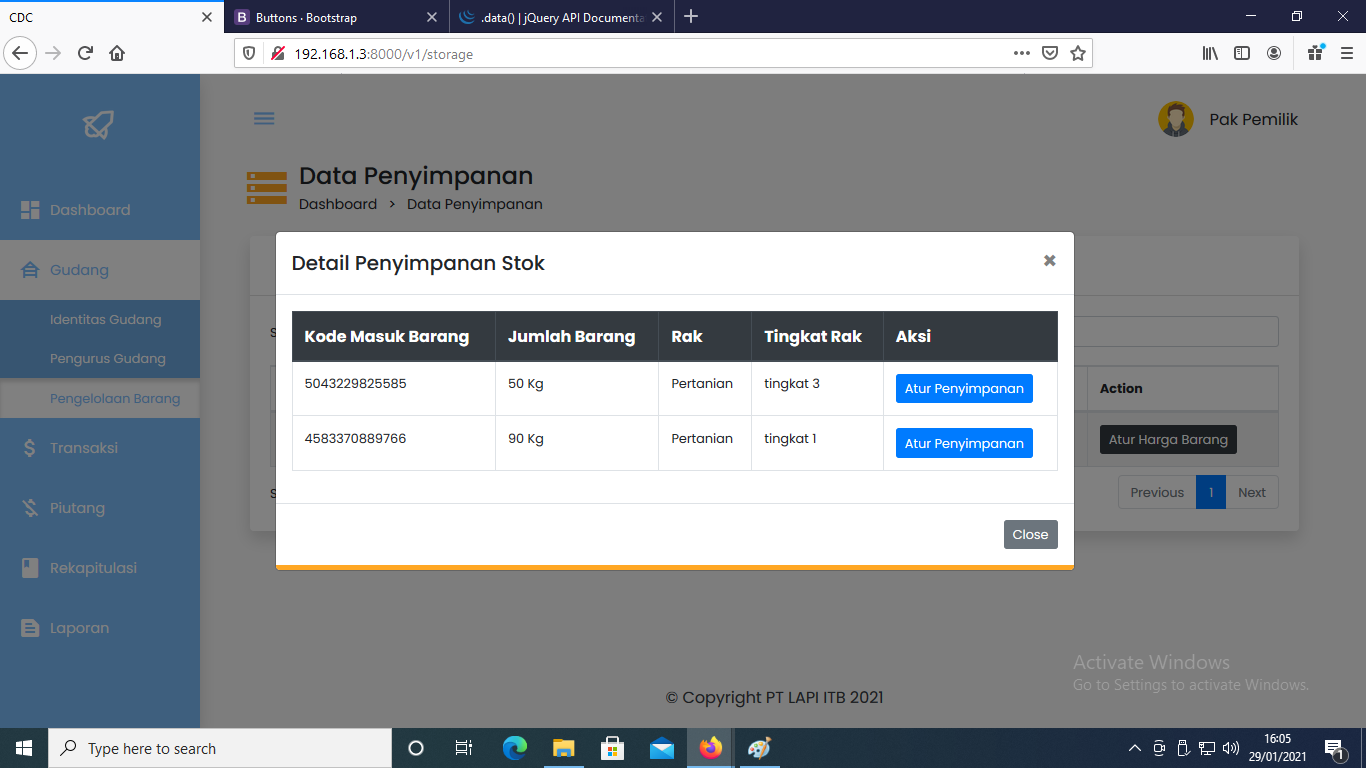 CDC
Buttons · Bootstrap
.data() | jQuery API Documenta
192.168.1.3:8000/v1/storage
Pak Pemilik
Data Penyimpanan
Dashboard > Data Penyimpanan
Dashboard
Gudang
Identitas Gudang
Pengurus Gudang
Pengelolaan Barang
Transaksi
Piutang
Rekapitulasi
Laporan
Detail Penyimpanan Stok
Kode Masuk Barang Jumlah Barang Rak Tingkat Rak Aksi
5043229825585 50 Kg Pertanian tingkat 3 Atur Penyimpanan
4583370889766 90 Kg Pertanian tingkat 1 Atur Penyimpanan
Close
S
Action
Atur Harga Barang
S
Previous 1 Next
© Copyright PT LAPI ITB 2021
Activate Windows
Go to Settings to activate Windows.
Type here to search
16:05
29/01/2021
1